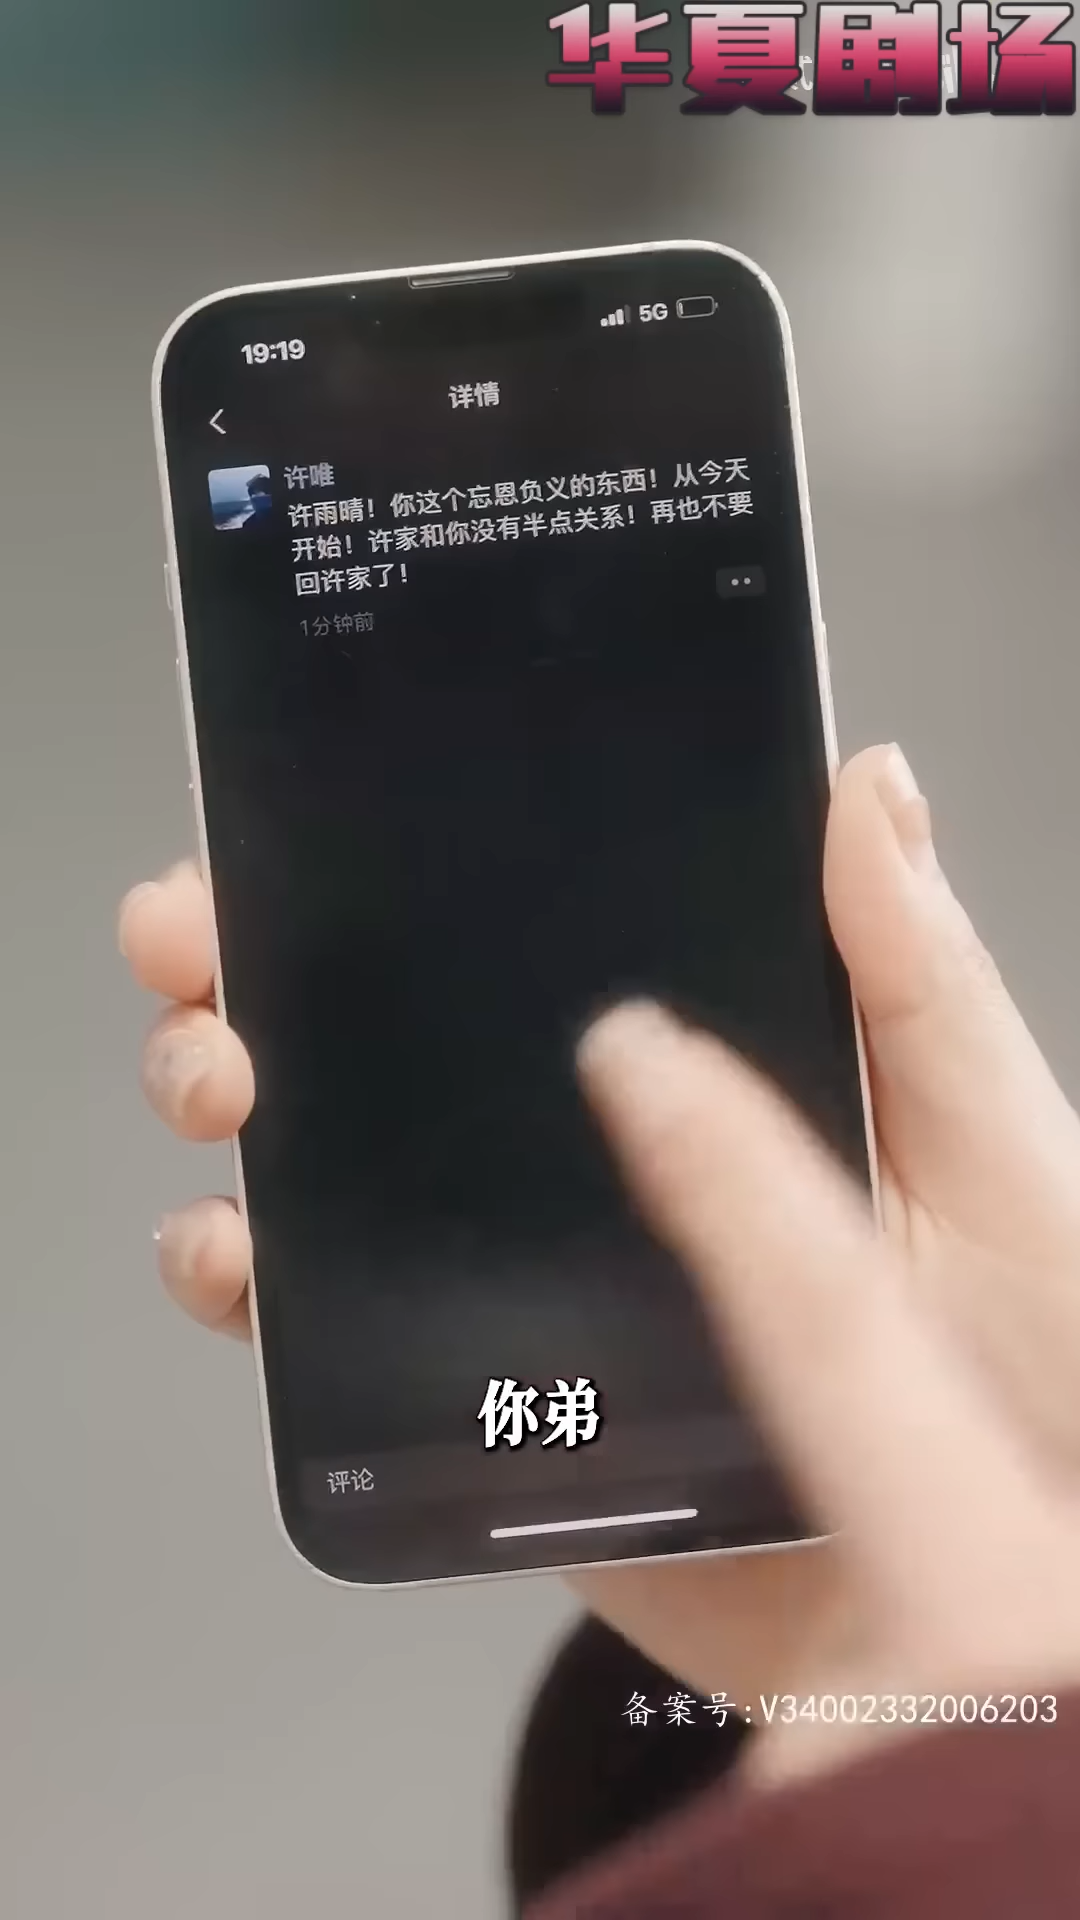 华夏剧场
19:19
5G
详情
许唯
许雨晴！你这个忘恩负义的东西！从今天
开始！许家和你没有半点关系！再也不要
回许家了！
1分钟前
你弟
评论
备案号:V34002332006203